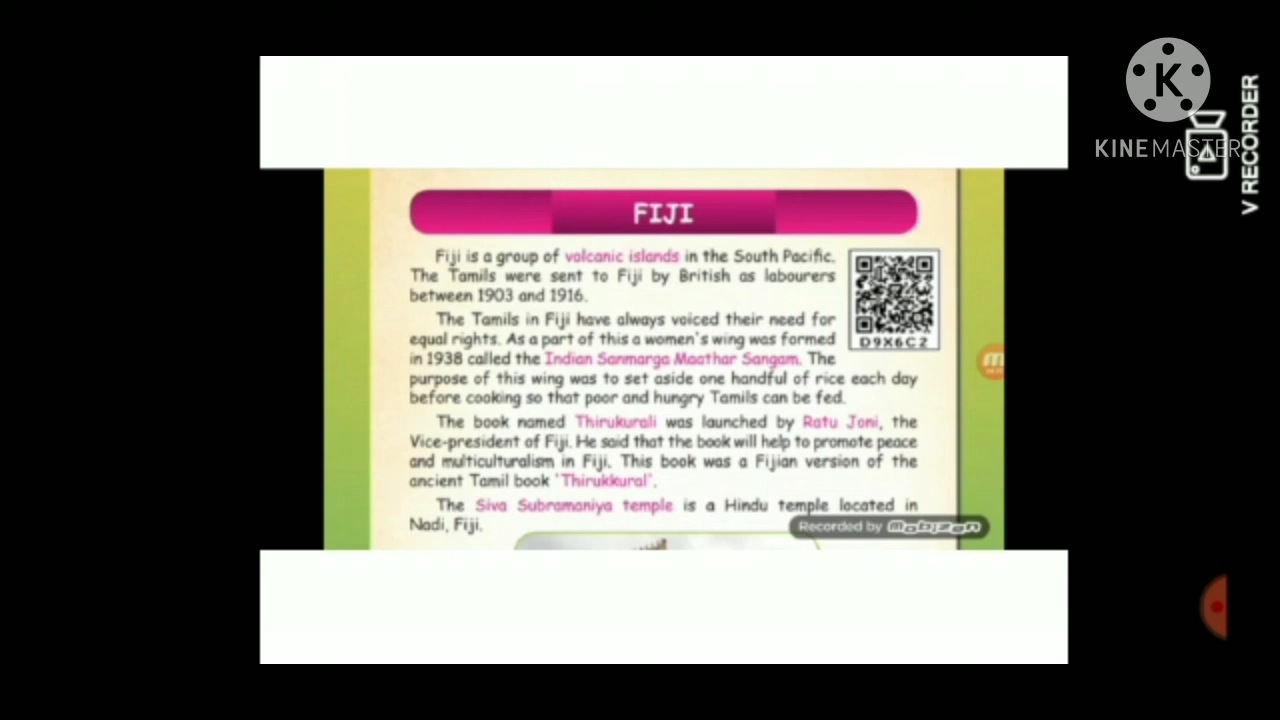 K
KINEMASTER
V RECORDER
FIJI
Fiji is a group of volcanic islands in the South Pacific.
The Tamils were sent to Fiji by British as labourers
between 1903 and 1916.
D9X6C2
The Tamils in Fiji have always voiced their need for
equal rights. As a part of this a women's wing was formed
in 1938 called the Indian Sanmarga Maathar Sangam. The
purpose of this wing was to set aside one handful of rice each day
before cooking so that poor and hungry Tamils can be fed.
The book named Thirukurali was launched by Ratu Joni, the
Vice-president of Fiji. He said that the book will help to promote peace
and multiculturalism in Fiji. This book was a Fijian version of the
ancient Tamil book 'Thirukkural'.
The Siva Subramaniya temple is a Hindu temple located in
Nadi, Fiji.
Recorded by Mobizen